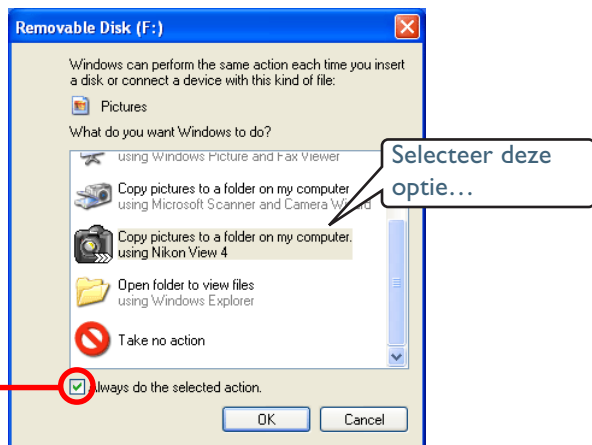 Removable Disk (F:)
Windows can perform the same action each time you insert
a disk or connect a device with this kind of file:
Pictures
What do you want Windows to do?
using Windows Picture and Fax Viewer
Copy pictures to a folder on my computer
using Microsoft Scanner and Camera Wizard
Copy pictures to a folder on my computer.
using Nikon View 4
Open folder to view files
using Windows Explorer
Take no action
Always do the selected action.
OK Cancel
Selecteer deze
optie…